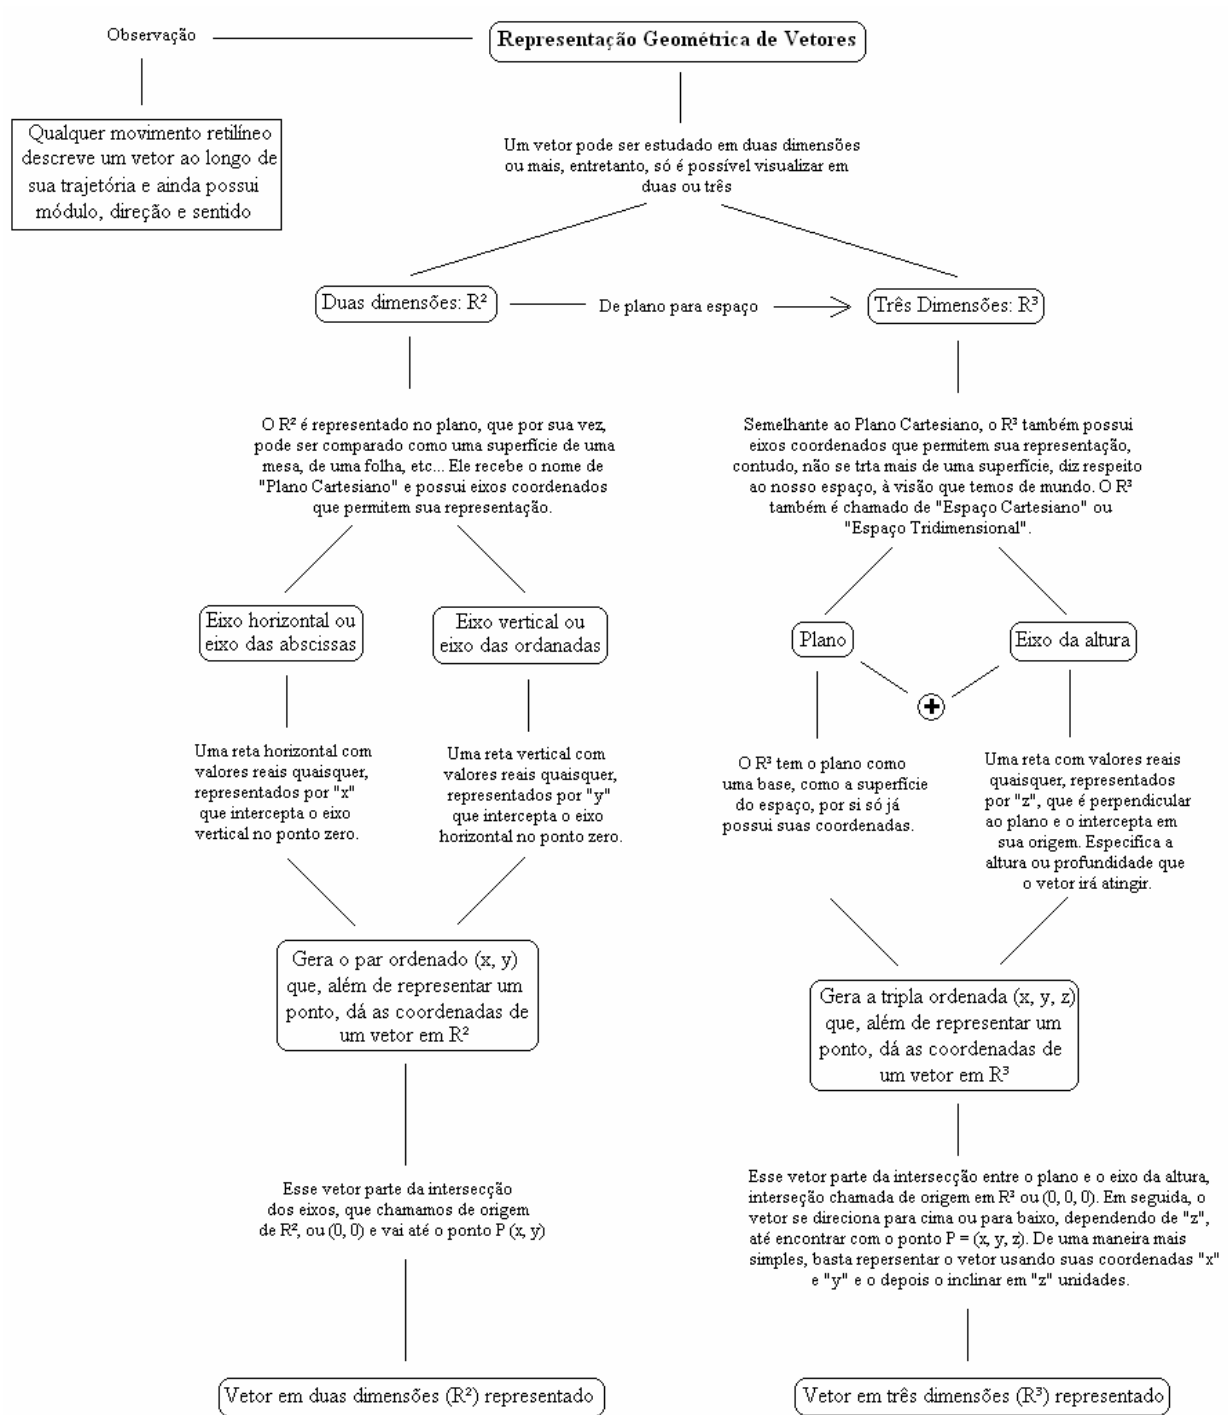 Observação
Representação Geométrica de Vetores
Qualquer movimento retilíneo
descreve um vetor ao longo de
sua trajetória e ainda possui
módulo, direção e sentido
Um vetor pode ser estudado em duas dimensões
ou mais, entretanto, só é possível visualizar em
duas ou três
Duas dimensões: R²
De plano para espaço
Três Dimensões: R³
O R² é representado no plano, que por sua vez,
pode ser comparado como uma superfície de uma
mesa, de uma folha, etc... Ele recebe o nome de
"Plano Cartesiano" e possui eixos coordenados
que permitem sua representação.
Semelhante ao Plano Cartesiano, o R³ também possui
eixos coordenados que permitem sua representação,
contudo, não se trta mais de uma superfície, diz respeito
ao nosso espaço, à visão que temos de mundo. O R³
também é chamado de "Espaço Cartesiano" ou
"Espaço Tridimensional".
Eixo horizontal ou
eixo das abscissas
Eixo vertical ou
eixo das ordanadas
Plano
Eixo da altura
Uma reta horizontal com
valores reais quaisquer,
representados por "x"
que intercepta o eixo
vertical no ponto zero.
Uma reta vertical com
valores reais quaisquer,
representados por "y"
que intercepta o eixo
horizontal no ponto zero.
O R³ tem o plano como
uma base, como a superfície
do espaço, por si só já
possui suas coordenadas.
Uma reta com valores reais
quaisquer, representados
por "z", que é perpendicular
ao plano e o intercepta em
sua origem. Especifica a
altura ou profundidade que
o vetor irá atingir.
Gera o par ordenado (x, y)
que, além de representar um
ponto, dá as coordenadas de
um vetor em R²
Gera a tripla ordenada (x, y, z)
que, além de representar um
ponto, dá as coordenadas de
um vetor em R³
Esse vetor parte da intersecção
dos eixos, que chamamos de origem
de R², ou (0, 0) e vai até o ponto P (x, y)
Esse vetor parte da intersecção entre o plano e o eixo da altura,
interseção chamada de origem em R³ ou (0, 0, 0). Em seguida, o
vetor se direciona para cima ou para baixo, dependendo de "z",
até encontrar com o ponto P = (x, y, z). De uma maneira mais
simples, basta repersentar o vetor usando suas coordenadas "x"
e "y" e o depois o inclinar em "z" unidades.
Vetor em duas dimensões (R²) representado
Vetor em três dimensões (R³) representado